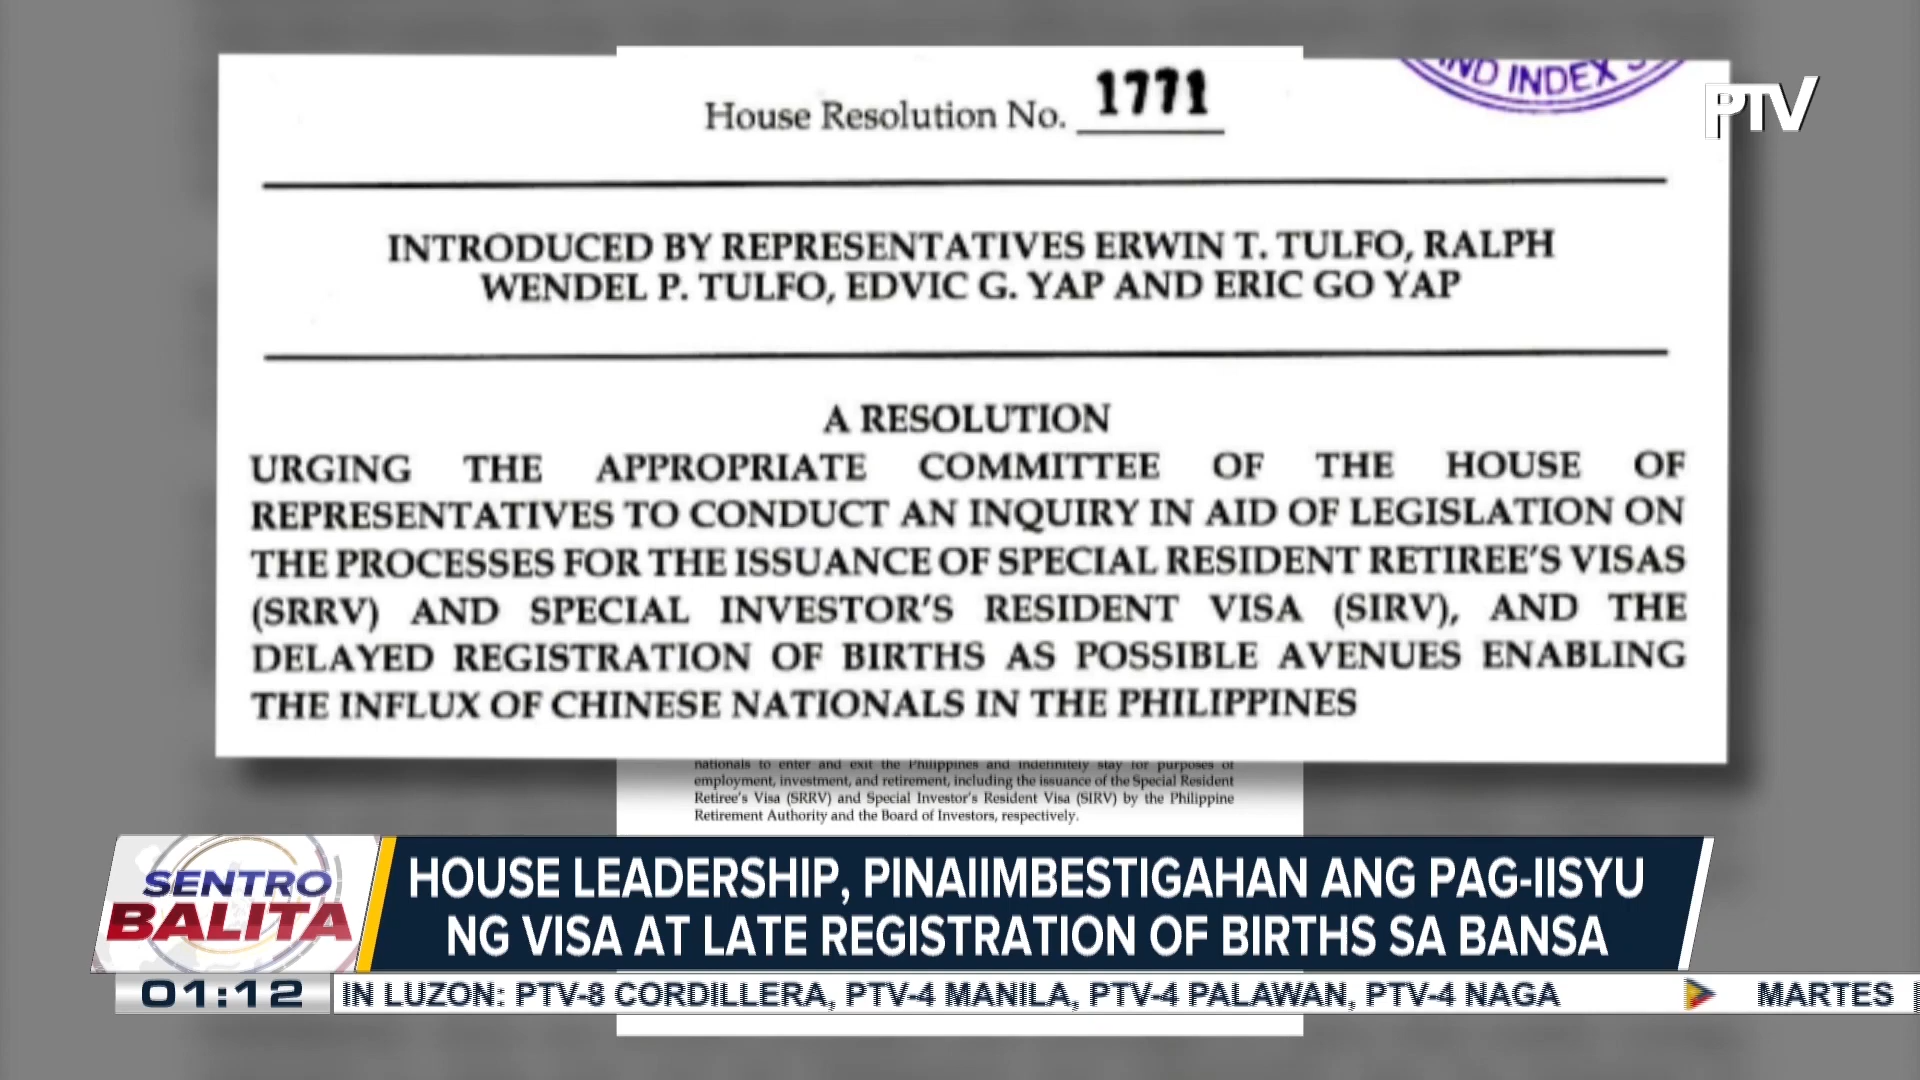 IND INDEX S
PTV
House Resolution No. 1771
INTRODUCED BY REPRESENTATIVES ERWIN T. TULFO, RALPH
WENDEL P. TULFO, EDVIC G. YAP AND ERIC GO YAP
A RESOLUTION
URGING THE APPROPRIATE COMMITTEE OF THE HOUSE OF
REPRESENTATIVES TO CONDUCT AN INQUIRY IN AID OF LEGISLATION ON
THE PROCESSES FOR THE ISSUANCE OF SPECIAL RESIDENT RETIREE'S VISAS
(SRRV) AND SPECIAL INVESTOR'S RESIDENT VISA (SIRV), AND THE
DELAYED REGISTRATION OF BIRTHS AS POSSIBLE AVENUES ENABLING
THE INFLUX OF CHINESE NATIONALS IN THE PHILIPPINES
nationals to enter and exit the Philippines and indefinitely stay for purposes of
employment, investment, and retirement, including the issuance of the Special Resident
Retiree's Visa (SRRV) and Special Investor's Resident Visa (SIRV) by the Philippine
Retirement Authority and the Board of Investors, respectively.
SENTRO
BALITA
HOUSE LEADERSHIP, PINAIIMBESTIGAHAN ANG PAG-IISYU
NG VISA AT LATE REGISTRATION OF BIRTHS SA BANSA
01:12
IN LUZON: PTV-8 CORDILLERA, PTV-4 MANILA, PTV-4 PALAWAN, PTV-4 NAGA MARTES |